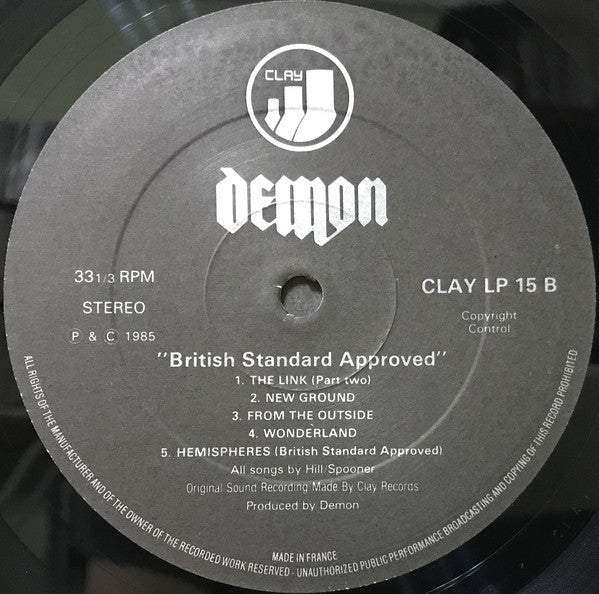 CLAY
DEMON
33 1/3 RPM
STEREO
Ⓟ & Ⓒ 1985
CLAY LP 15 B
Copyright
Control
"British Standard Approved"
1. THE LINK (Part two)
2. NEW GROUND
3. FROM THE OUTSIDE
4. WONDERLAND
5. HEMISPHERES (British Standard Approved)
All songs by Hill/Spooner
Original Sound Recording Made By Clay Records
Produced by Demon
MADE IN FRANCE
ALL RIGHTS OF THE MANUFACTURER AND OF THE OWNER OF THE RECORDED WORK RESERVED - UNAUTHORIZED PUBLIC PERFORMANCE BROADCASTING AND COPYING OF THIS RECORD PROHIBITED